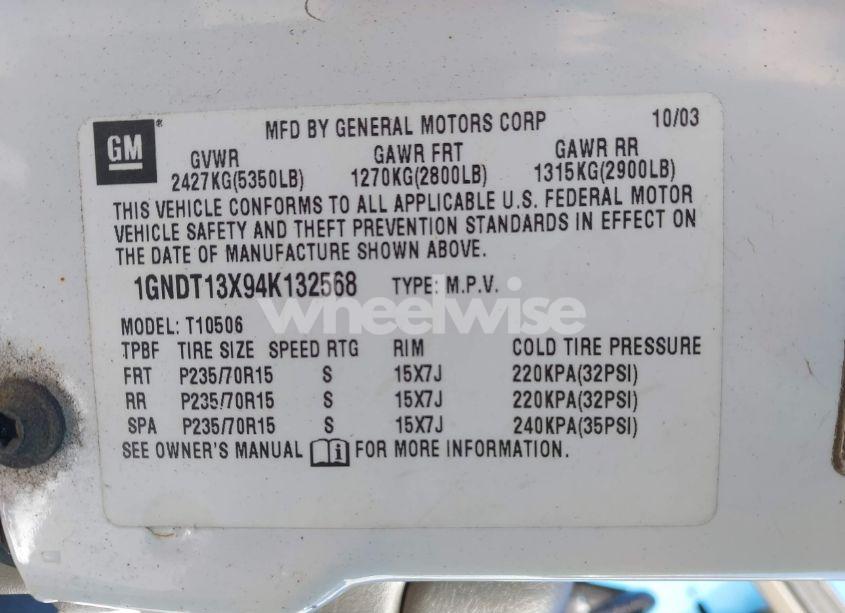 GM
MFD BY GENERAL MOTORS CORP 10/03
GVWR GAWR FRT GAWR RR
2427KG(5350LB) 1270KG(2800LB) 1315KG(2900LB)
THIS VEHICLE CONFORMS TO ALL APPLICABLE U.S. FEDERAL MOTOR
VEHICLE SAFETY AND THEFT PREVENTION STANDARDS IN EFFECT ON
THE DATE OF MANUFACTURE SHOWN ABOVE.
1GNDT13X94K132568 TYPE: M.P.V.
wheelwise
MODEL: T10506
TPBF TIRE SIZE SPEED RTG RIM COLD TIRE PRESSURE
FRT P235/70R15 S 15X7J 220KPA(32PSI)
RR P235/70R15 S 15X7J 220KPA(32PSI)
SPA P235/70R15 S 15X7J 240KPA(35PSI)
SEE OWNER'S MANUAL i FOR MORE INFORMATION.